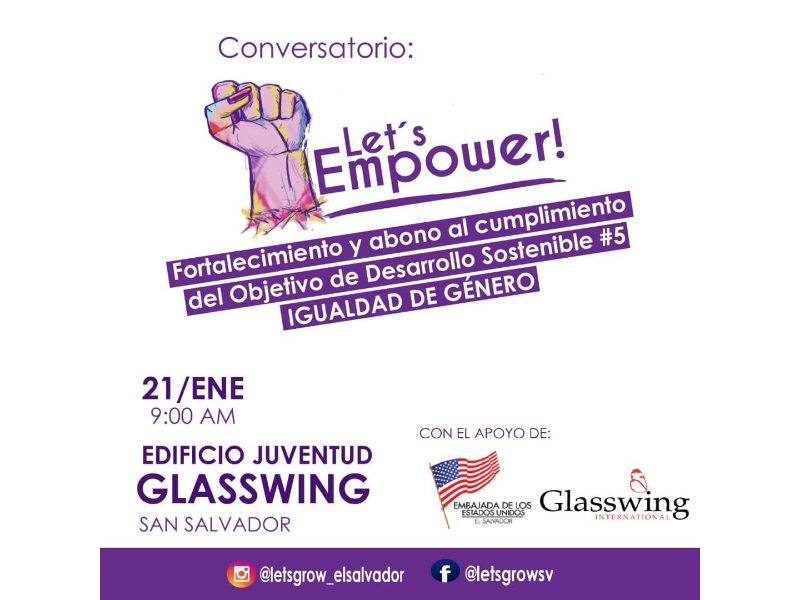 Conversatorio:
Let´s
Empower!
Fortalecimiento y abono al cumplimiento
del Objetivo de Desarrollo Sostenible #5
IGUALDAD DE GÉNERO
21/ENE
9:00 AM
EDIFICIO JUVENTUD
GLASSWING
SAN SALVADOR
CON EL APOYO DE:
EMBAJADA DE LOS
ESTADOS UNIDOS
EL SALVADOR
Glasswing
INTERNATIONAL
@letsgrow_elsalvador
@letsgrowsv